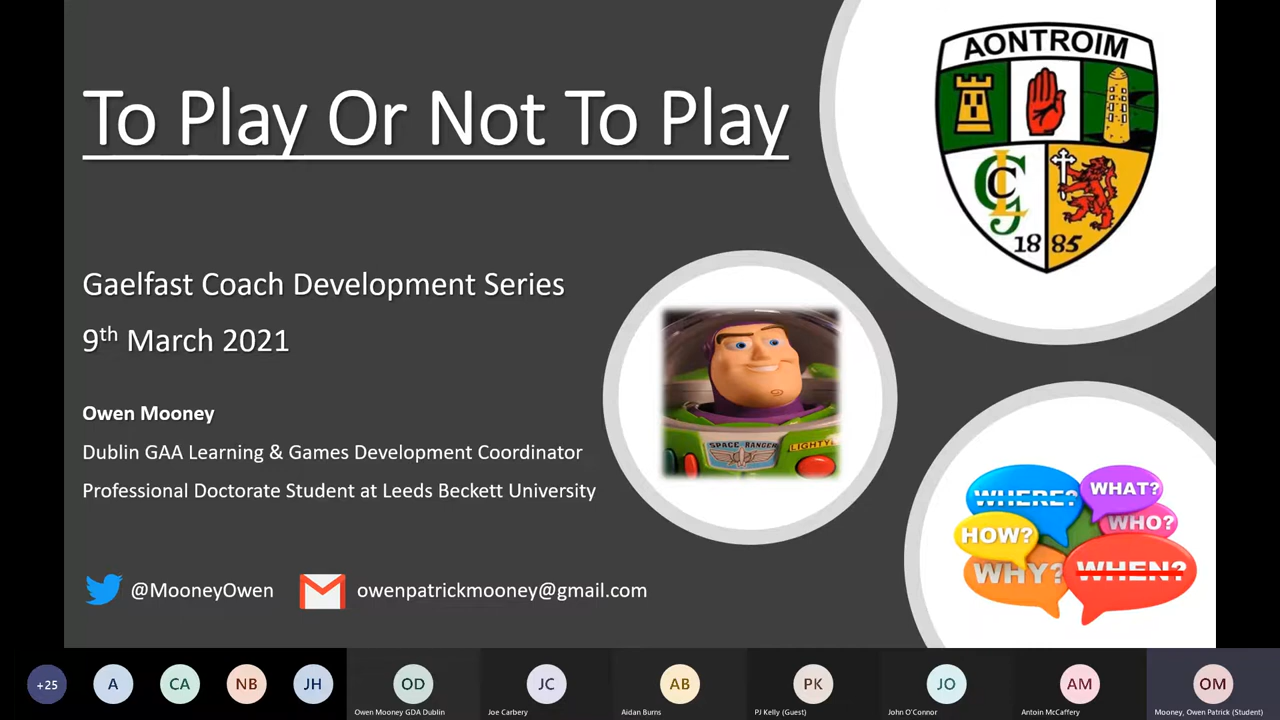 To Play Or Not To Play
AONTROIM
18 85
Gaelfast Coach Development Series
9th March 2021
SPACE RANGER
LIGHTY
Owen Mooney
Dublin GAA Learning & Games Development Coordinator
Professional Doctorate Student at Leeds Beckett University
WHERE?
WHAT?
HOW?
WHO?
WHY?
WHEN?
@MooneyOwen
owenpatrickmooney@gmail.com
+25
A
CA
NB
JH
OD
JC
AB
PK
JO
AM
OM
Owen Mooney GDA Dublin
Joe Carbery
Aidan Burns
PJ Kelly (Guest)
John O'Connor
Antoin McCaffery
Mooney, Owen Patrick (Student)